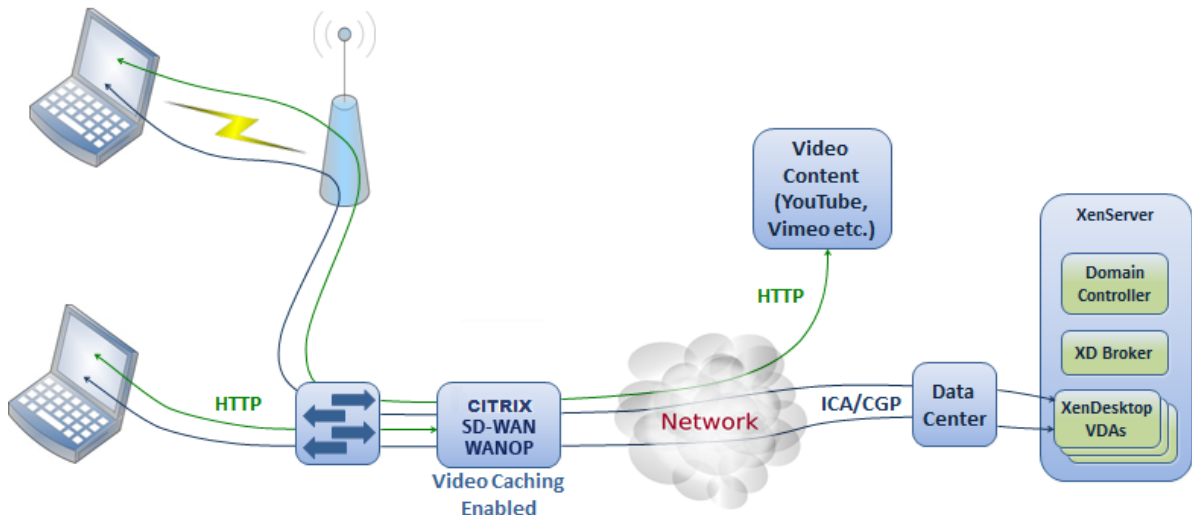 Video
Content
(YouTube,
Vimeo etc.)
XenServer
Domain
Controller
HTTP
XD Broker
HTTP
CITRIX
SD-WAN
WANOP
Network
ICA/CGP
Data
Center
XenDesktop
VDAs
Video Caching
Enabled